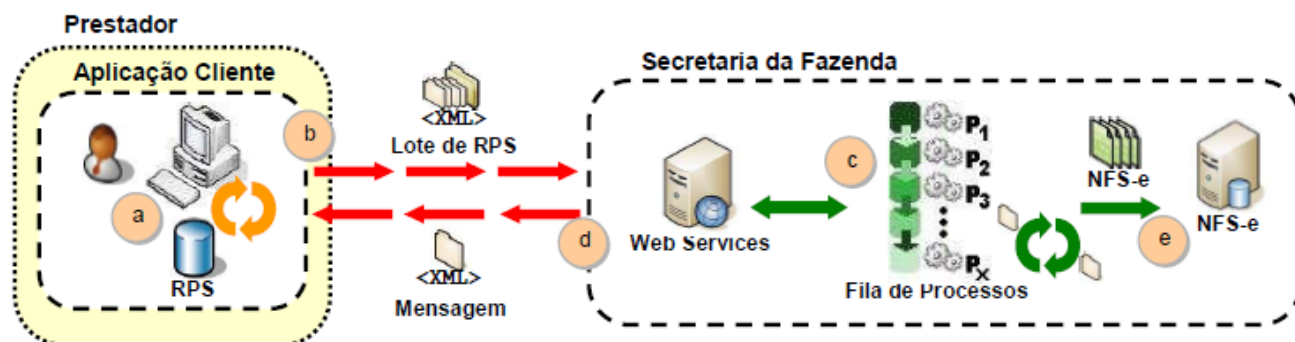 Prestador
Aplicação Cliente
a
RPS
b
<XML>
Lote de RPS
<XML>
Mensagem
Secretaria da Fazenda
d
Web Services
c
P1
P2
P3
Px
Fila de Processos
NFS-e
e
NFS-e